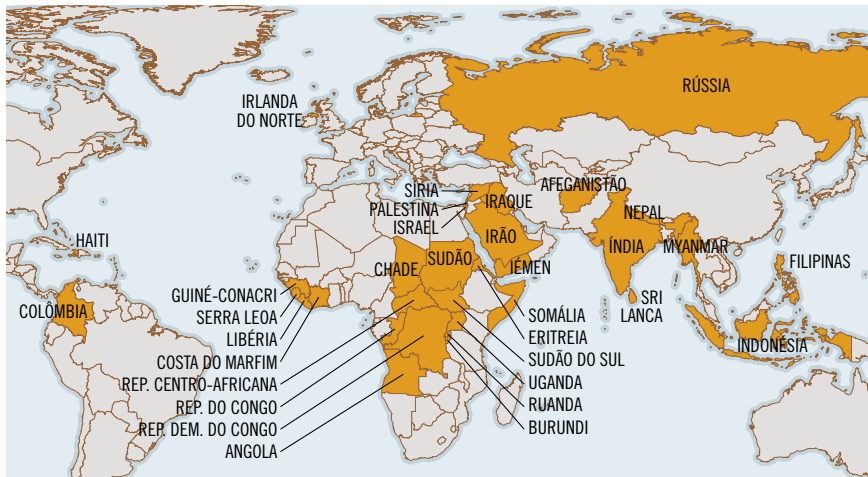 RÚSSIA
IRLANDA
DO NORTE
SÍRIA
PALESTINA
ISRAEL
IRAQUE
AFEGANISTÃO
NEPAL
IRÃO
ÍNDIA
MYANMAR
IÉMEN
HAITI
CHADE
SUDÃO
FILIPINAS
COLÔMBIA
GUINÉ-CONACRI
SERRA LEOA
LIBÉRIA
COSTA DO MARFIM
REP. CENTRO-AFRICANA
REP. DO CONGO
REP. DEM. DO CONGO
ANGOLA
SOMÁLIA
ERITREIA
SUDÃO DO SUL
UGANDA
RUANDA
BURUNDI
SRI
LANCA
INDONÉSIA